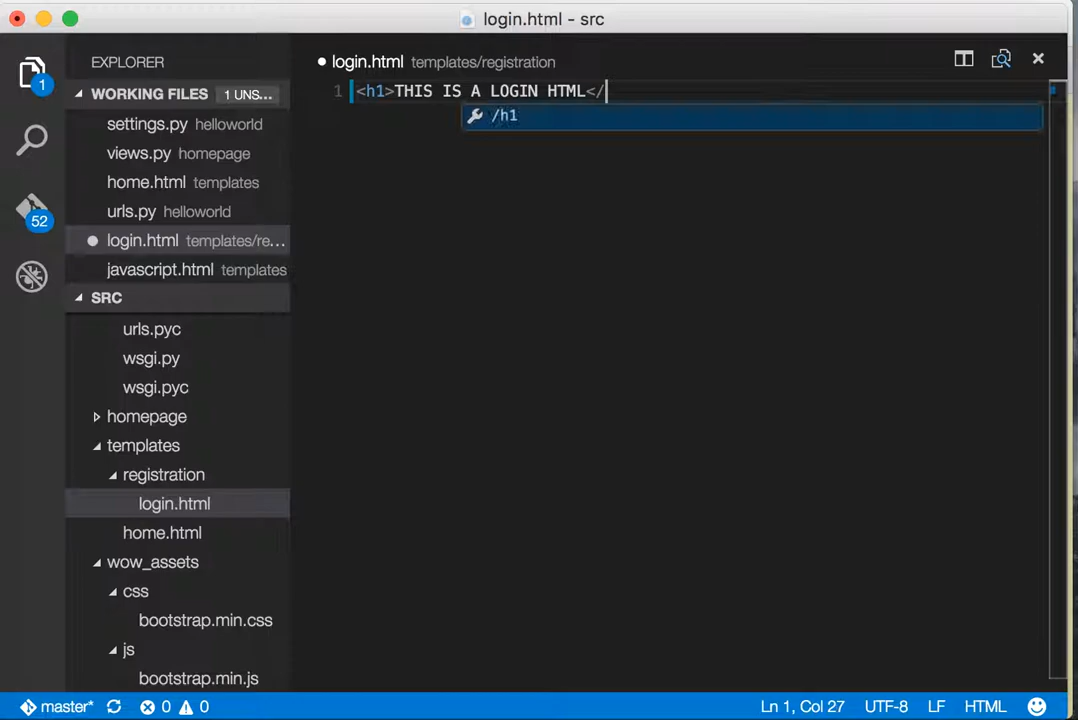 login.html - src
1
52
EXPLORER
WORKING FILES 1 UNS...
settings.py helloworld
views.py homepage
home.html templates
urls.py helloworld
login.html templates/re...
javascript.html templates
SRC
urls.pyc
wsgi.py
wsgi.pyc
homepage
templates
registration
login.html
home.html
wow_assets
css
bootstrap.min.css
js
bootstrap.min.js
login.html templates/registration
1 <h1>THIS IS A LOGIN HTML</
/h1
master* 0 0 Ln 1, Col 27 UTF-8 LF HTML